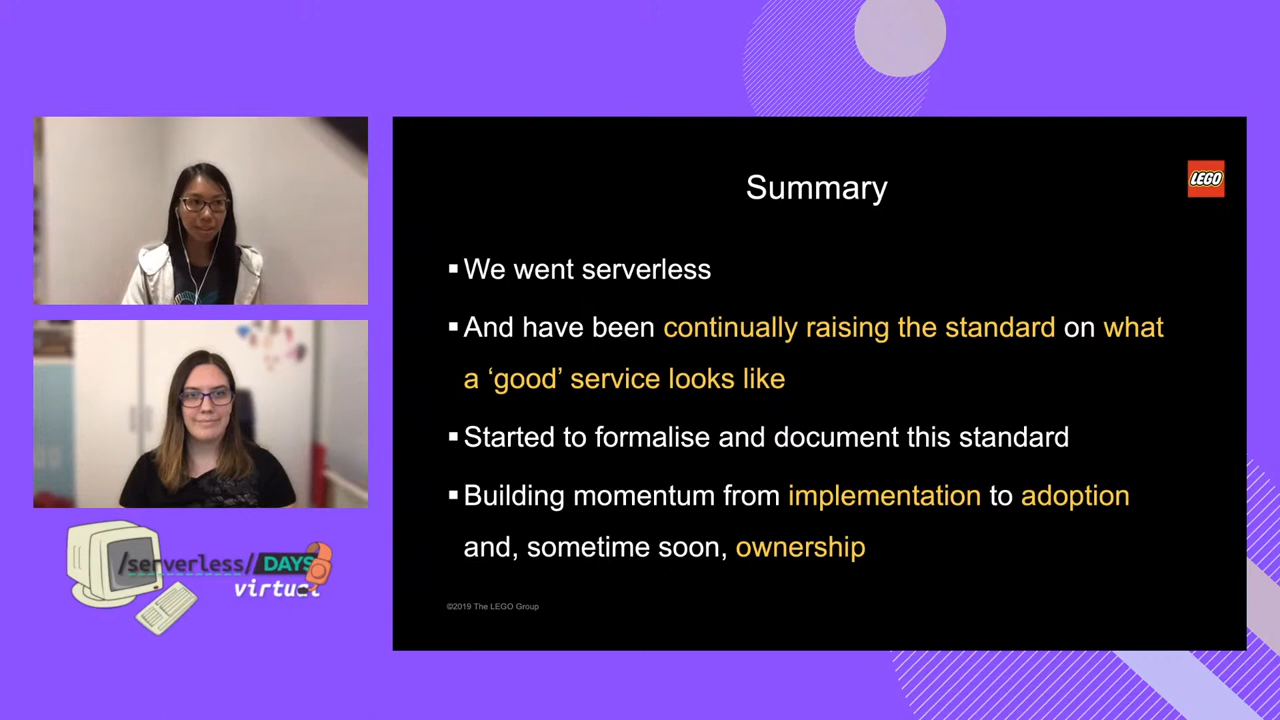 Summary
LEGO
▪ We went serverless
▪ And have been continually raising the standard on what
a ‘good’ service looks like
▪ Started to formalise and document this standard
▪ Building momentum from implementation to adoption
and, sometime soon, ownership
©2019 The LEGO Group
/serverless/DAYS
virtual